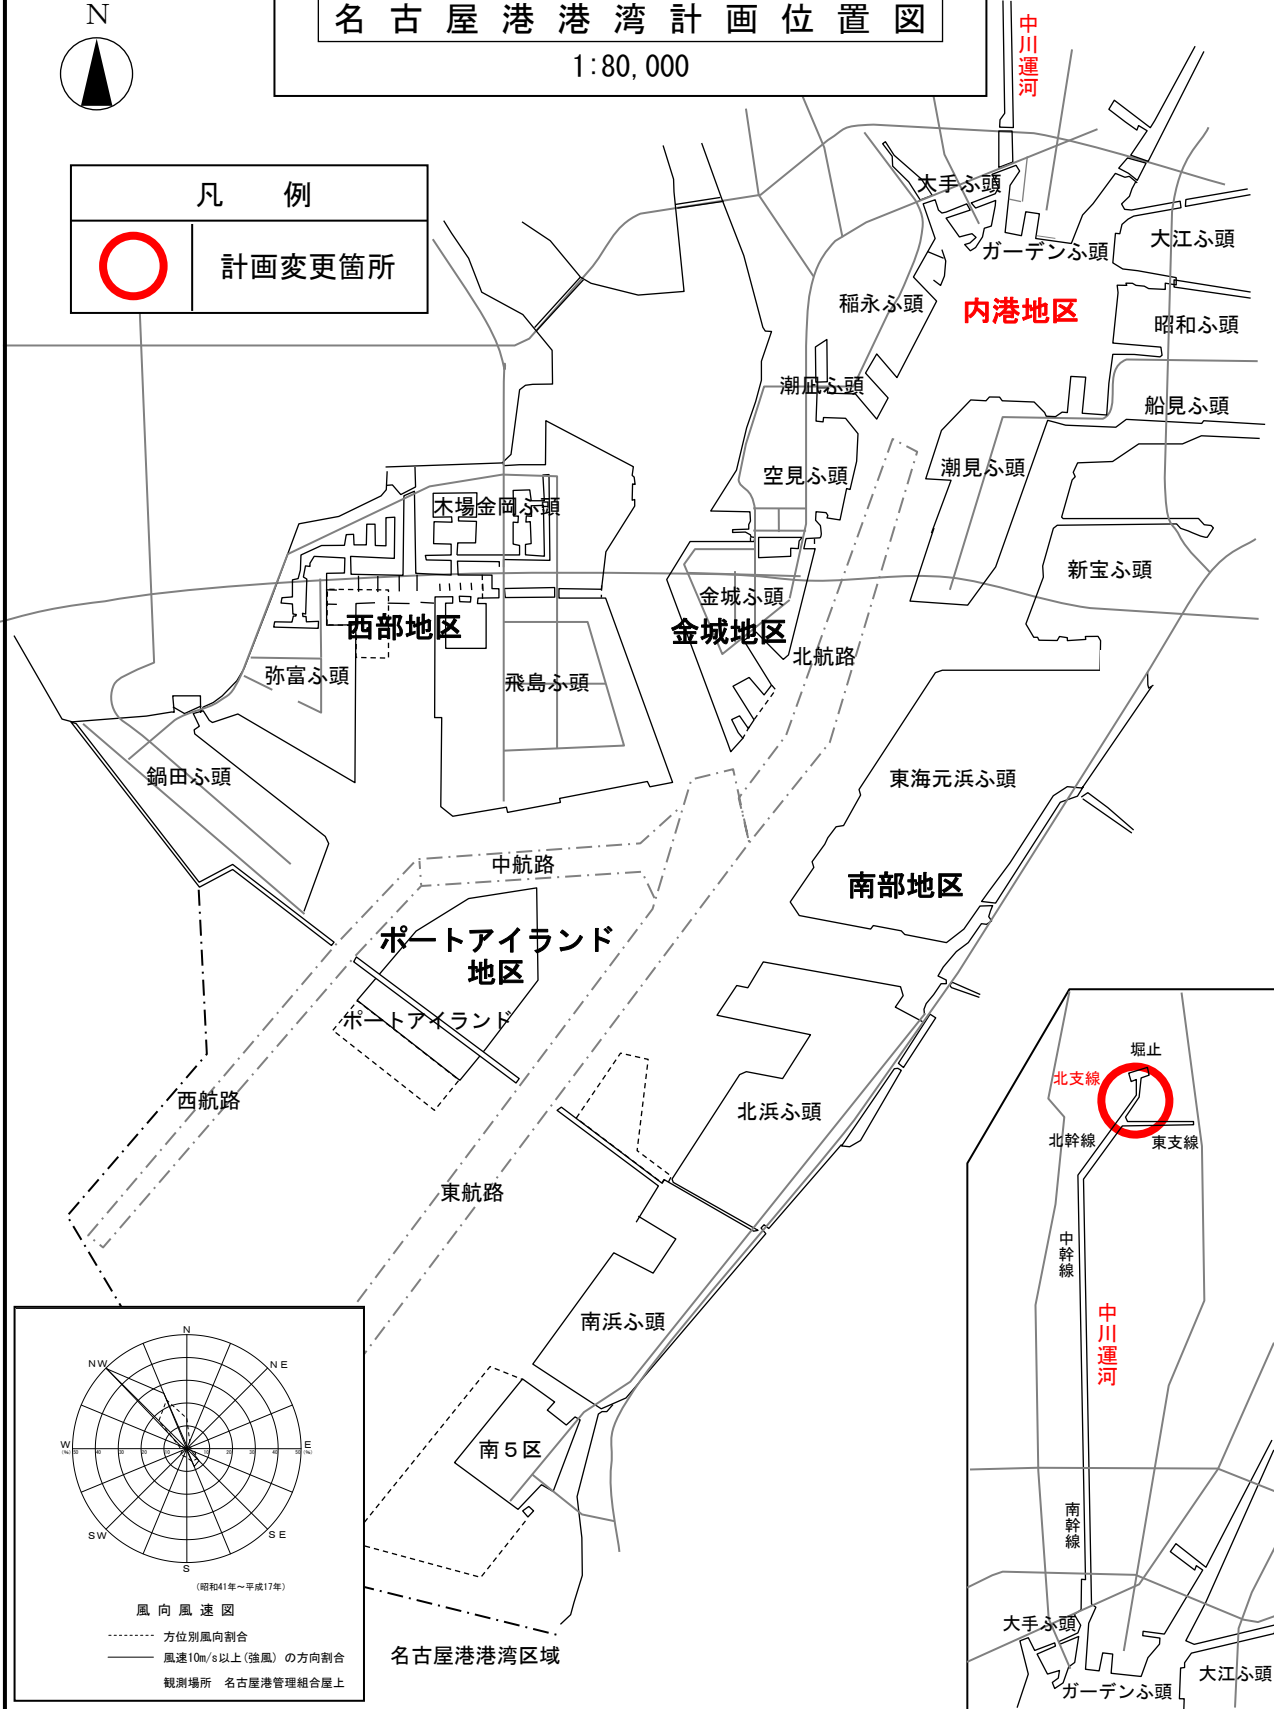 名古屋港港湾計画位置図
1:80,000
N
凡 例
計画変更箇所
中川運河
大手ふ頭
ガーデンふ頭
大江ふ頭
稲永ふ頭
内港地区
昭和ふ頭
潮凪ふ頭
船見ふ頭
空見ふ頭
潮見ふ頭
木場金岡ふ頭
新宝ふ頭
金城ふ頭
西部地区
金城地区
北航路
弥富ふ頭
飛島ふ頭
鍋田ふ頭
東海元浜ふ頭
中航路
南部地区
ポートアイランド
地区
ポートアイランド
西航路
北浜ふ頭
東航路
南浜ふ頭
南5区
名古屋港港湾区域
堀止
北支線
北幹線
東支線
中幹線
中川運河
南幹線
大手ふ頭
ガーデンふ頭
大江ふ頭
N
NW
NE
W
E
SW
SE
S
(昭和41年～平成17年)
風向風速図
方位別風向割合
風速10m/s以上(強風) の方向割合
観測場所 名古屋港管理組合屋上